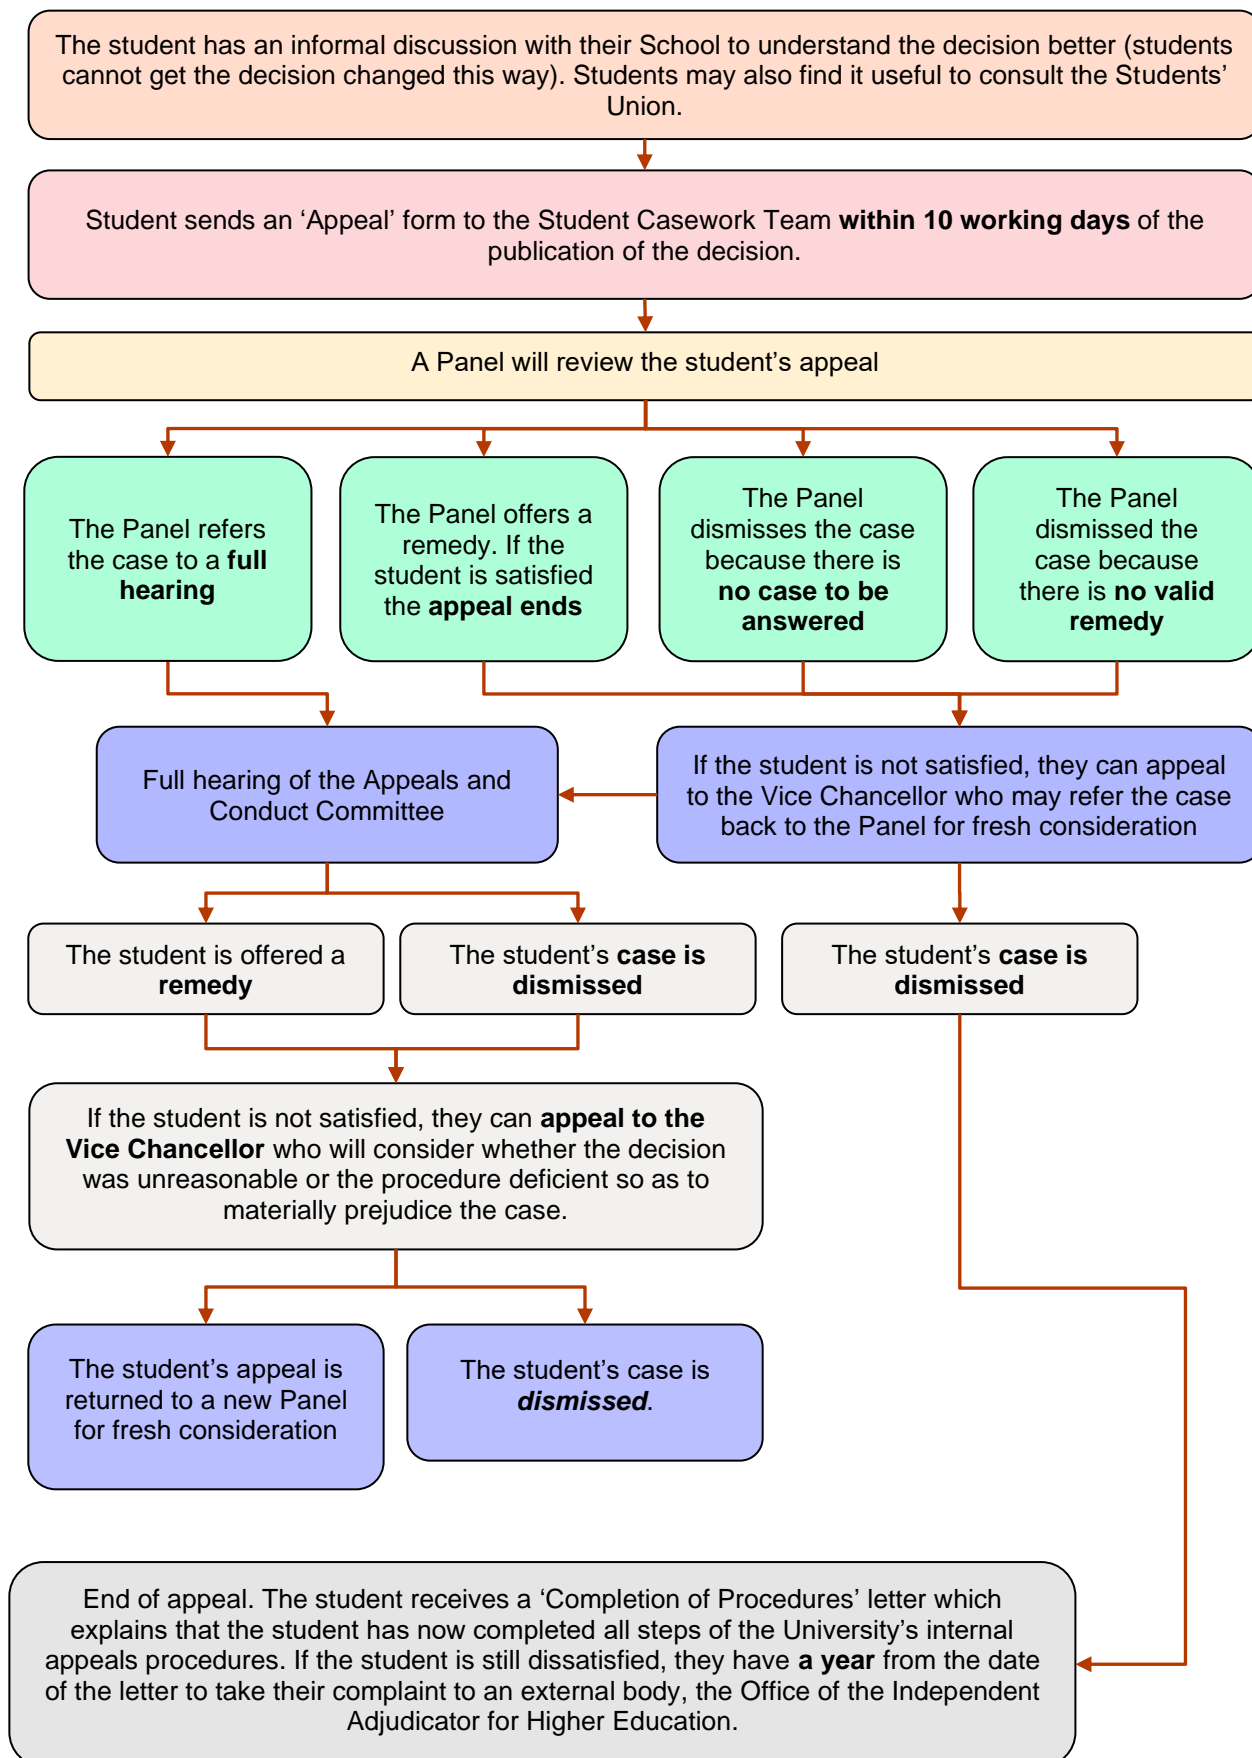 The student has an informal discussion with their School to understand the decision better (students
cannot get the decision changed this way). Students may also find it useful to consult the Students’
Union.
Student sends an ‘Appeal’ form to the Student Casework Team within 10 working days of the
publication of the decision.
A Panel will review the student’s appeal
The Panel refers
the case to a full
hearing
The Panel offers a
remedy. If the
student is satisfied
the appeal ends
The Panel
dismisses the case
because there is
no case to be
answered
The Panel
dismissed the
case because
there is no valid
remedy
Full hearing of the Appeals and
Conduct Committee
If the student is not satisfied, they can appeal
to the Vice Chancellor who may refer the case
back to the Panel for fresh consideration
The student is offered a
remedy
The student’s case is
dismissed
The student’s case is
dismissed
If the student is not satisfied, they can appeal to the
Vice Chancellor who will consider whether the decision
was unreasonable or the procedure deficient so as to
materially prejudice the case.
The student’s appeal is
returned to a new Panel
for fresh consideration
The student’s case is
dismissed.
End of appeal. The student receives a ‘Completion of Procedures’ letter which
explains that the student has now completed all steps of the University’s internal
appeals procedures. If the student is still dissatisfied, they have a year from the date
of the letter to take their complaint to an external body, the Office of the Independent
Adjudicator for Higher Education.